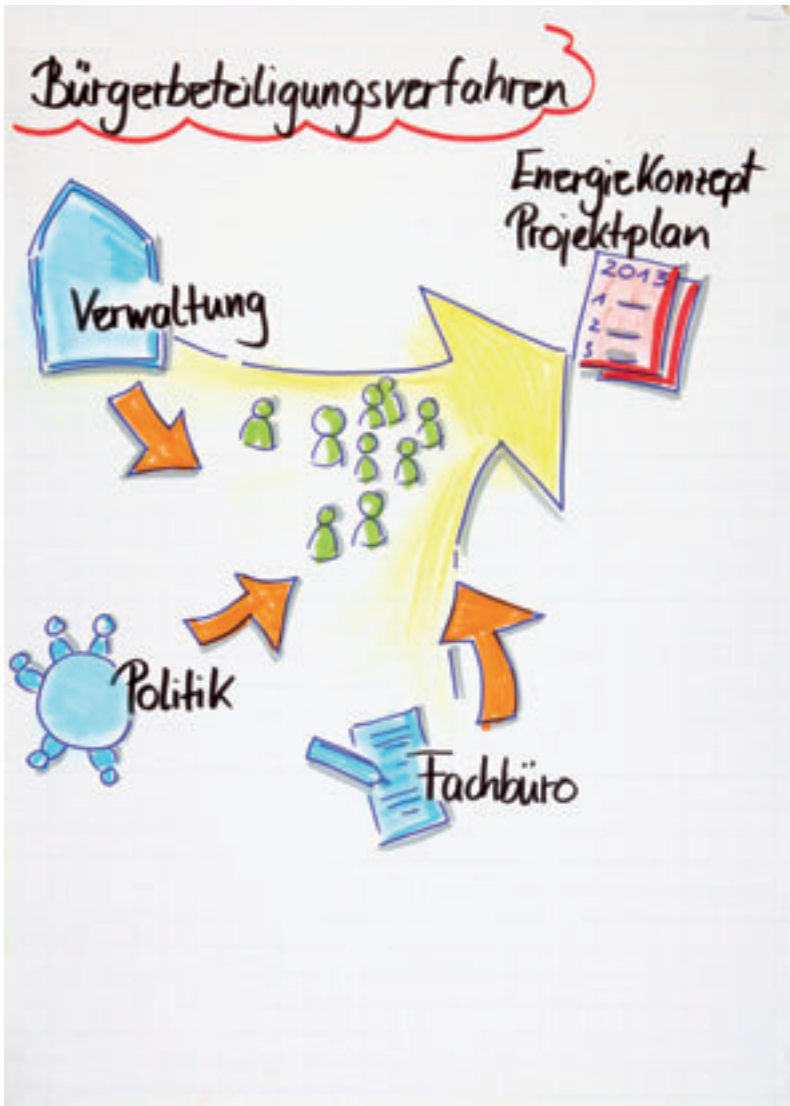 Bürgerbeteiligungsverfahren
Energiekonzept
Projektplan
2013
1
2
3
Verwaltung
Politik
Fachbüro